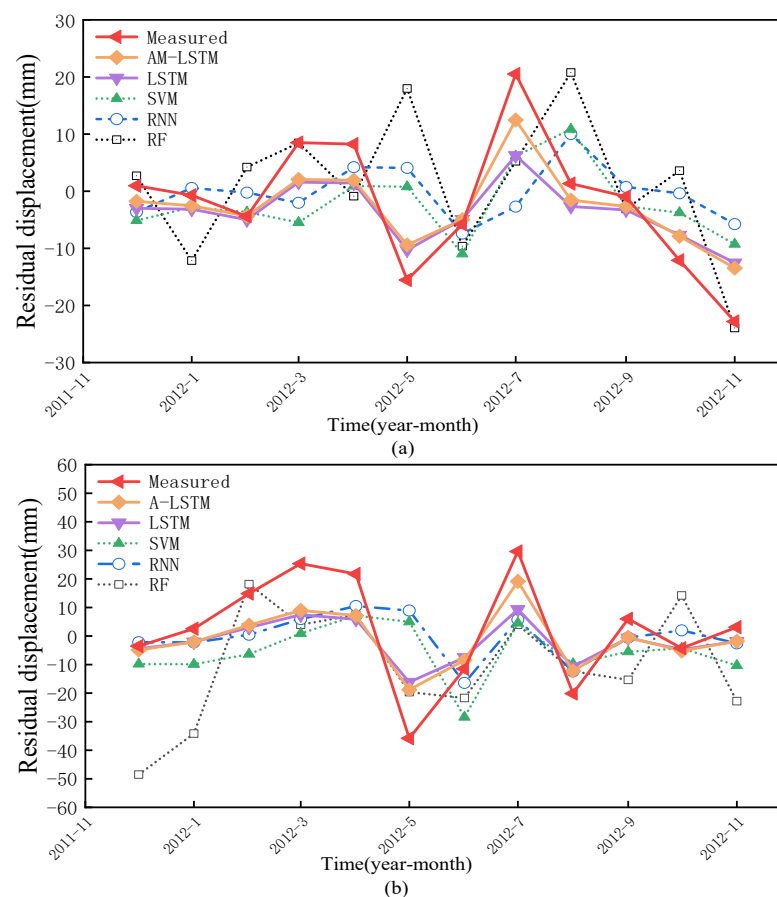 30
20
10
0
-10
-20
-30
Residual displacement(mm)
Measured
AM-LSTM
LSTM
SVM
RNN
RF
2011-11
2012-1
2012-3
2012-5
2012-7
2012-9
2012-11
Time(year-month)
(a)
60
50
40
30
20
10
0
-10
-20
-30
-40
-50
-60
Residual displacement(mm)
Measured
A-LSTM
LSTM
SVM
RNN
RF
2011-11
2012-1
2012-3
2012-5
2012-7
2012-9
2012-11
Time(year-month)
(b)